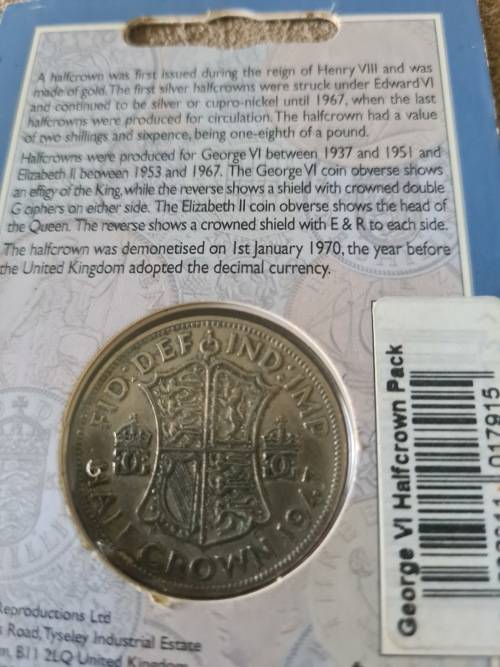 A halfcrown was first issued during the reign of Henry VIII and was
made of gold. The first silver halfcrowns were struck under Edward VI
and continued to be silver or cupro-nickel until 1967, when the last
halfcrowns were produced for circulation. The halfcrown had a value
of two shillings and sixpence, being one-eighth of a pound.
Halfcrowns were produced for George VI between 1937 and 1951 and
Elizabeth II between 1953 and 1967. The George VI coin obverse shows
an effigy of the King, while the reverse shows a shield with crowned double
G ciphers on either side. The Elizabeth II coin obverse shows the head of
the Queen. The reverse shows a crowned shield with E & R to each side.
The halfcrown was demonetised on 1st January 1970, the year before
the United Kingdom adopted the decimal currency.
FID: DEF IND: IMP
HALF CROWN 1947
George VI Halfcrown Pack
017915
Reproductions Ltd
Road, Tyseley Industrial Estate
B11 2LQ United Kingdom